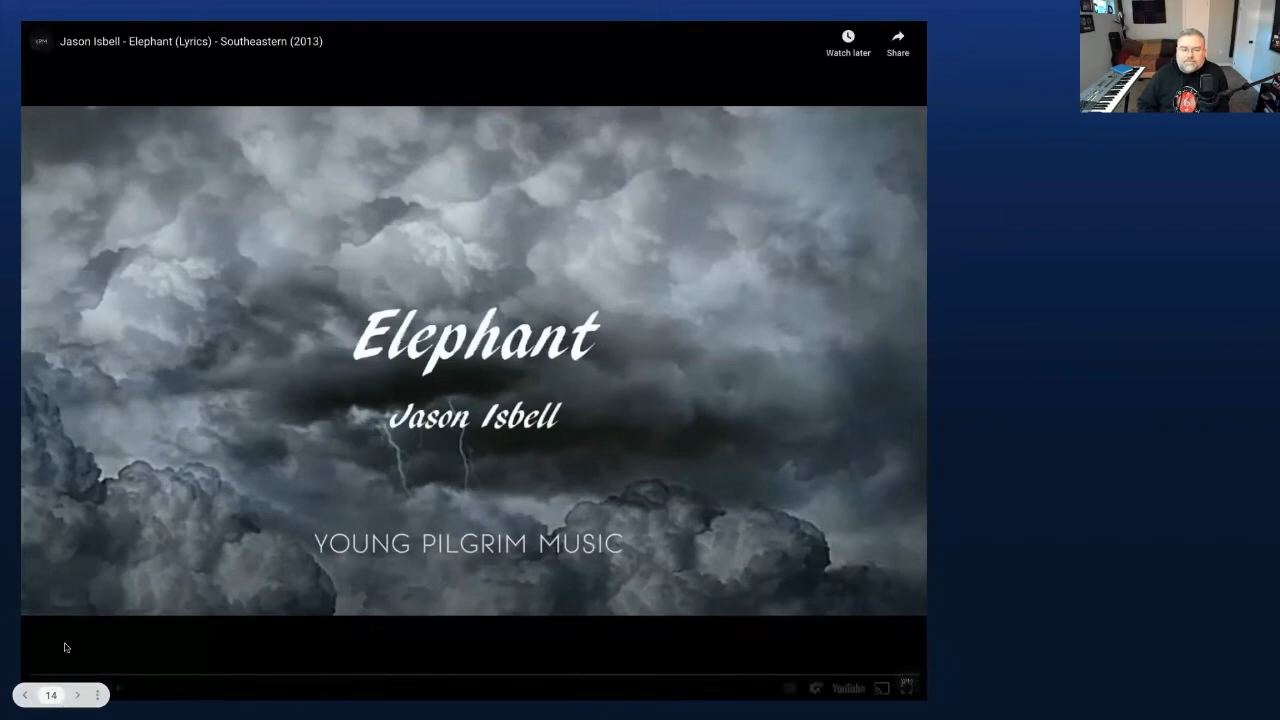 Jason Isbell - Elephant (Lyrics) - Southeastern (2013)
Watch later
Share
Elephant
Jason Isbell
YOUNG PILGRIM MUSIC
14
YouTube